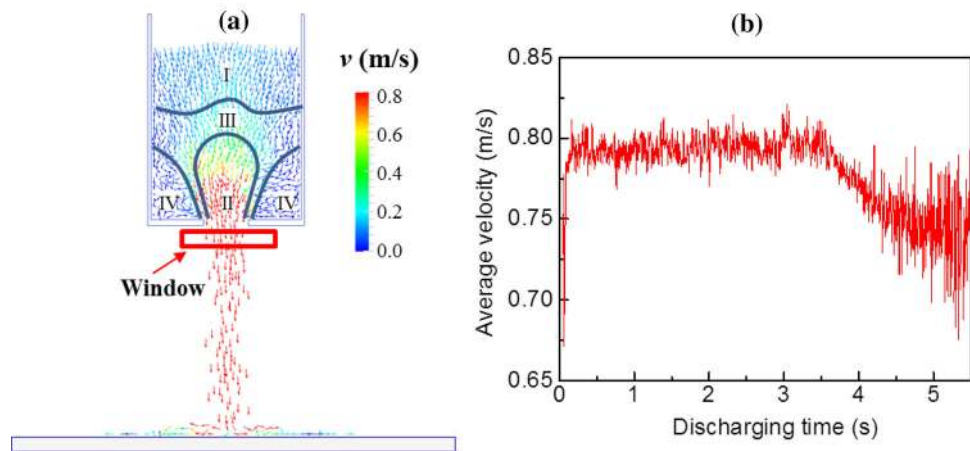 (a)
v (m/s)
0.8
0.6
0.4
0.2
0.0
I
III
IV
II
IV
Window
(b)
Average velocity (m/s)
0.85
0.80
0.75
0.70
0.65
0 1 2 3 4 5
Discharging time (s)